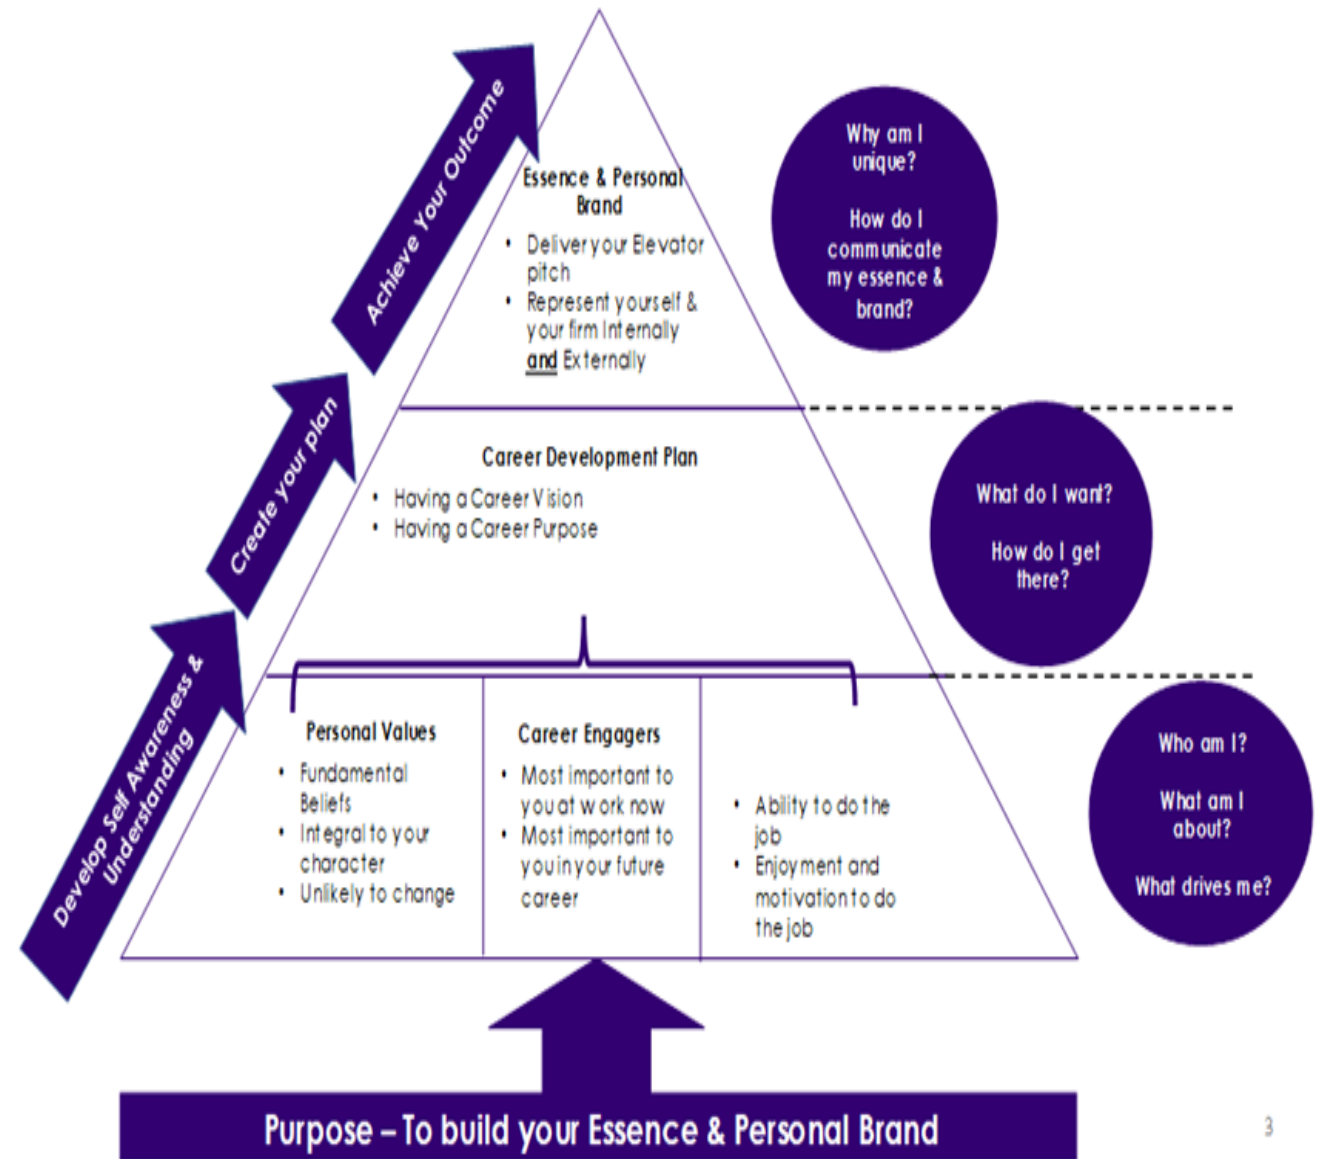 Achieve Your Outcome
Create your plan
Develop Self Awareness &
Understanding
Essence & Personal
Brand
• Deliver your Elevator
pitch
• Represent yourself &
your firm Internally
and Externally
Why am I
unique?
How do I
communicate
my essence &
brand?
Career Development Plan
• Having a Career Vision
• Having a Career Purpose
What do I want?
How do I get
there?
Personal Values
• Fundamental
Beliefs
• Integral to your
character
• Unlikely to change
Career Engagers
• Most important to
you at work now
• Most important to
you in your future
career
• Ability to do the
job
• Enjoyment and
motivation to do
the job
Who am I?
What am I
about?
What drives me?
Purpose – To build your Essence & Personal Brand
3